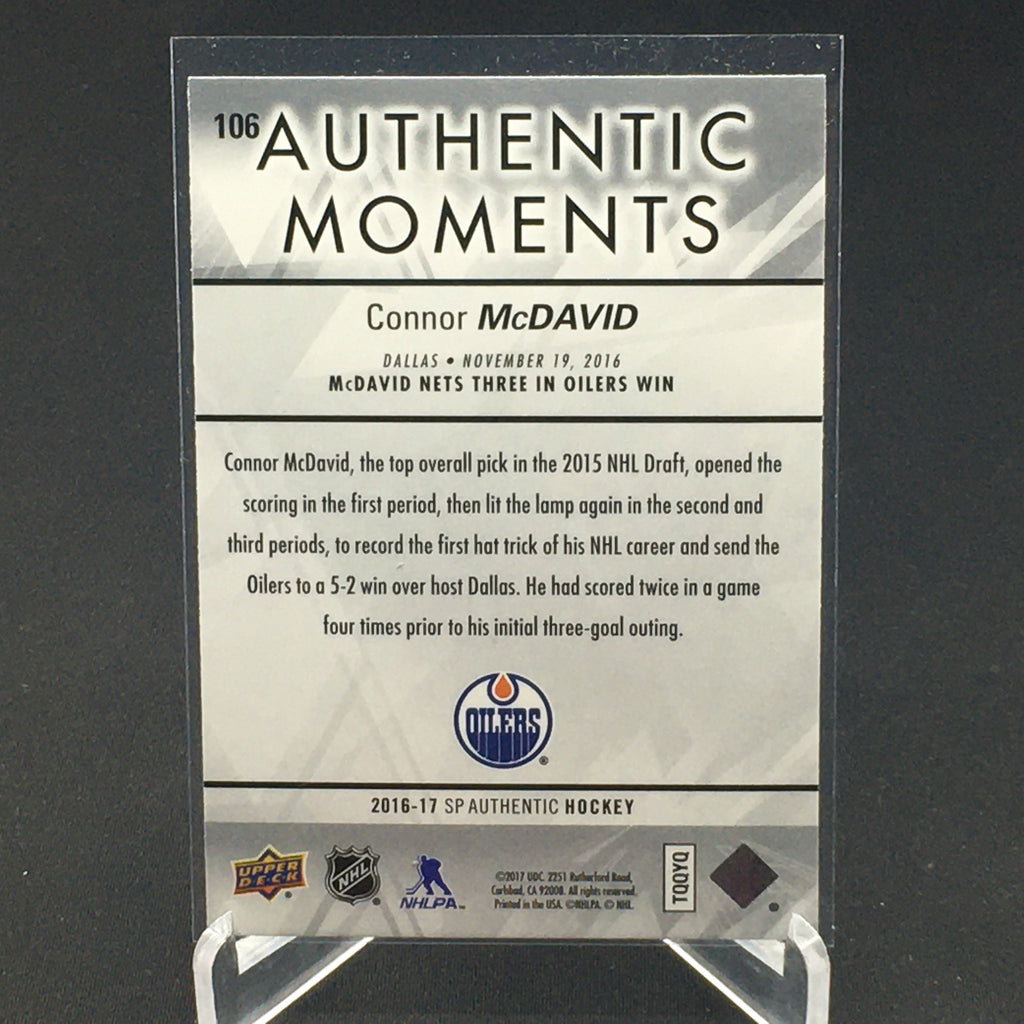 106
AUTHENTIC
MOMENTS
Connor McDAVID
DALLAS • NOVEMBER 19, 2016
McDAVID NETS THREE IN OILERS WIN
Connor McDavid, the top overall pick in the 2015 NHL Draft, opened the
scoring in the first period, then lit the lamp again in the second and
third periods, to record the first hat trick of his NHL career and send the
Oilers to a 5-2 win over host Dallas. He had scored twice in a game
four times prior to his initial three-goal outing.
OILERS
®
2016-17 SP AUTHENTIC HOCKEY
UPPER
DECK
NHL
NHLPA
©2017 UDC. 2251 Rutherford Road,
Carlsbad, CA 92008. All rights reserved.
Printed in the USA. ©NHLPA. © NHL.
TQQYQ